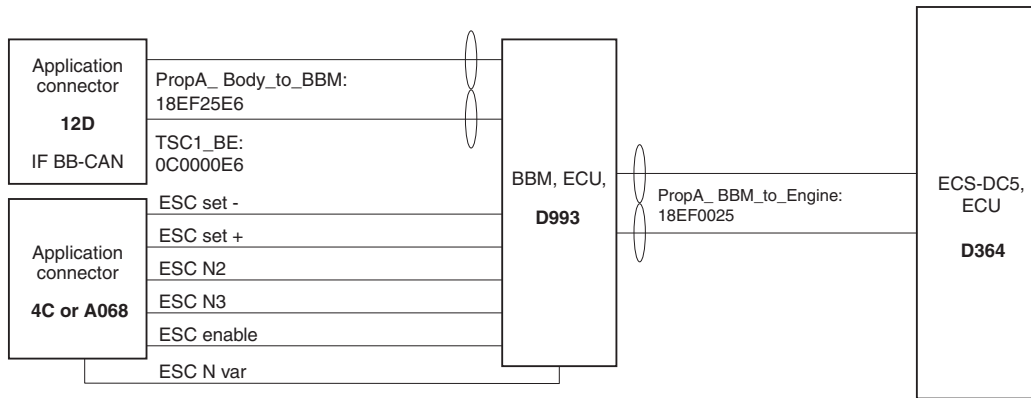 Application
connector
12D
IF BB-CAN
PropA_ Body_to_BBM:
18EF25E6
TSC1_BE:
0C0000E6
Application
connector
4C or A068
ESC set -
ESC set +
ESC N2
ESC N3
ESC enable
ESC N var
BBM, ECU,
D993
PropA_ BBM_to_Engine:
18EF0025
ECS-DC5,
ECU
D364